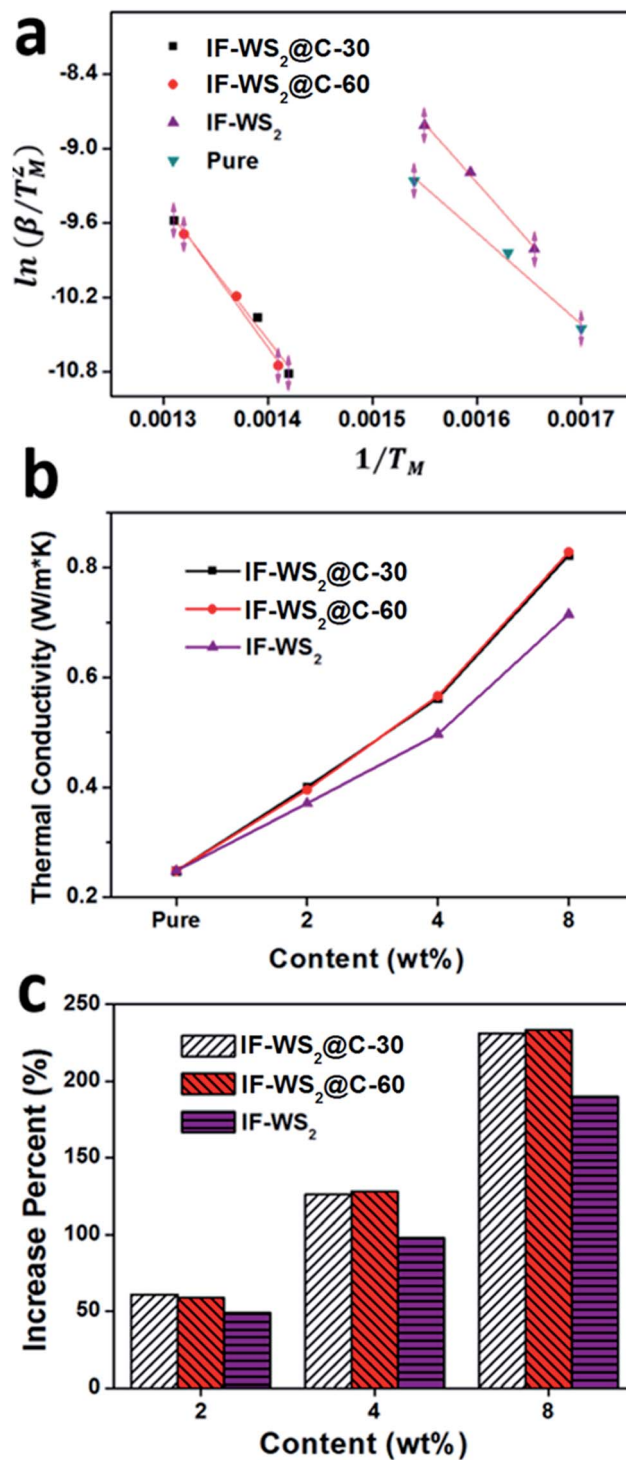 a
IF-WS₂@C-30
IF-WS₂@C-60
IF-WS₂
Pure
-8.4
-9.0
-9.6
-10.2
-10.8
ln (β/T_M²)
0.0013 0.0014 0.0015 0.0016 0.0017
1/T_M
b
IF-WS₂@C-30
IF-WS₂@C-60
IF-WS₂
0.8
0.6
0.4
0.2
Thermal Conductivity (W/m*K)
Pure 2 4 8
Content (wt%)
c
IF-WS₂@C-30
IF-WS₂@C-60
IF-WS₂
250
200
150
100
50
0
Increase Percent (%)
2 4 8
Content (wt%)